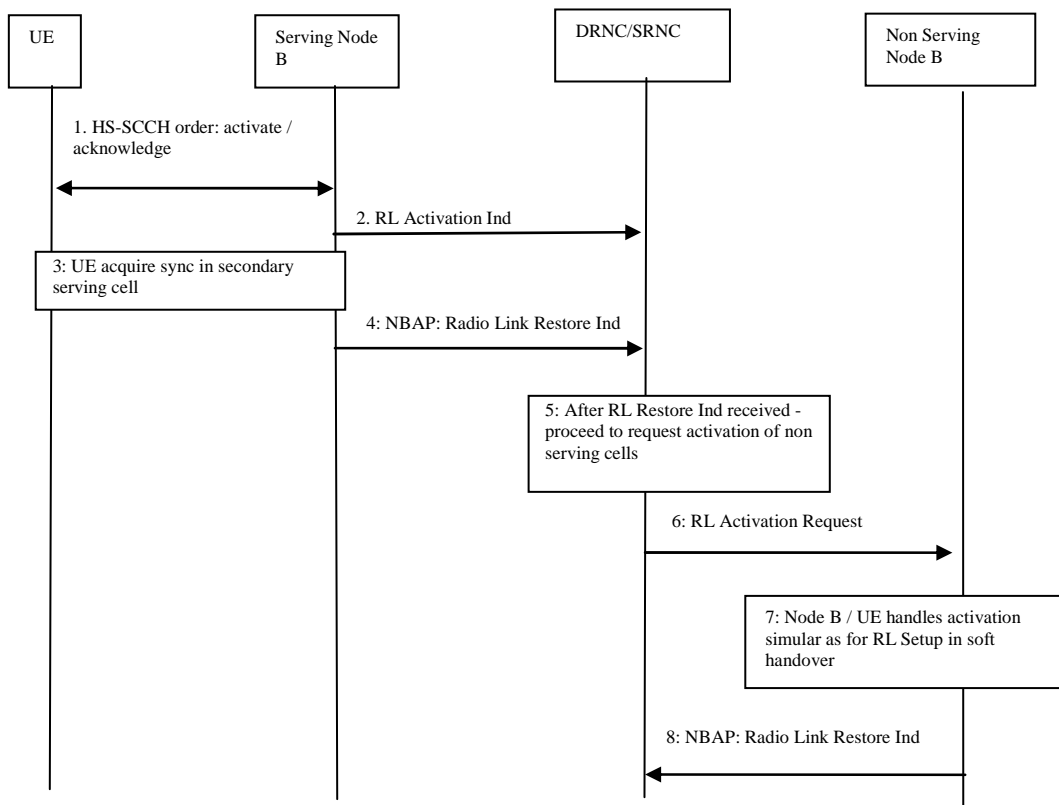 UE
Serving Node
B
DRNC/SRNC
Non Serving
Node B
1. HS-SCCH order: activate /
acknowledge
2. RL Activation Ind
3: UE acquire sync in secondary
serving cell
4: NBAP: Radio Link Restore Ind
5: After RL Restore Ind received -
proceed to request activation of non
serving cells
6: RL Activation Request
7: Node B / UE handles activation
simular as for RL Setup in soft
handover
8: NBAP: Radio Link Restore Ind